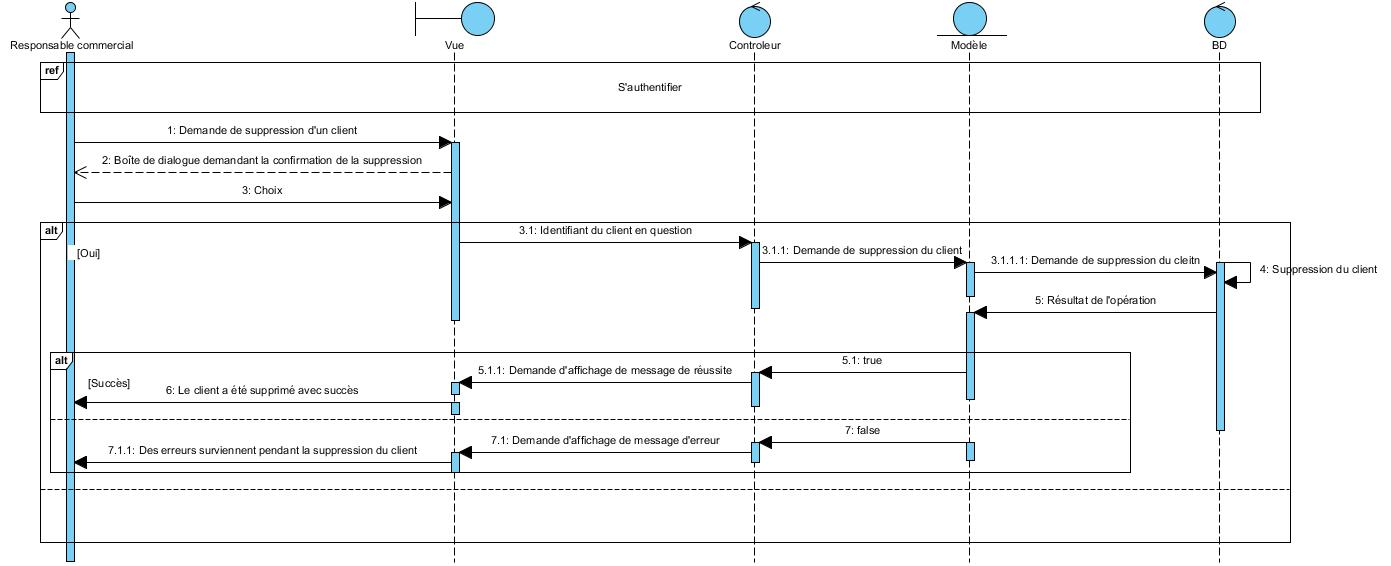 Responsable commercial
Vue
Controleur
Modèle
BD
ref
S'authentifier
1: Demande de suppression d'un client
2: Boîte de dialogue demandant la confirmation de la suppression
3: Choix
alt
[Oui]
3.1: Identifiant du client en question
3.1.1: Demande de suppression du client
3.1.1.1: Demande de suppression du cleitn
4: Suppression du client
5: Résultat de l'opération
alt
[Succès]
5.1: true
5.1.1: Demande d'affichage de message de réussite
6: Le client a été supprimé avec succès
7: false
7.1: Demande d'affichage de message d'erreur
7.1.1: Des erreurs surviennent pendant la suppression du client